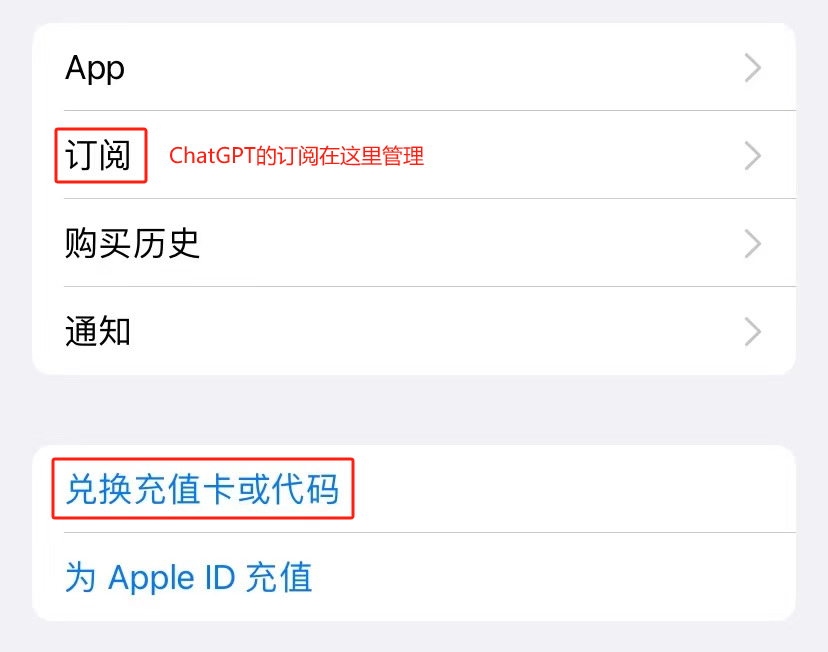 App
订阅 ChatGPT的订阅在这里管理
购买历史
通知
兑换充值卡或代码
为 Apple ID 充值